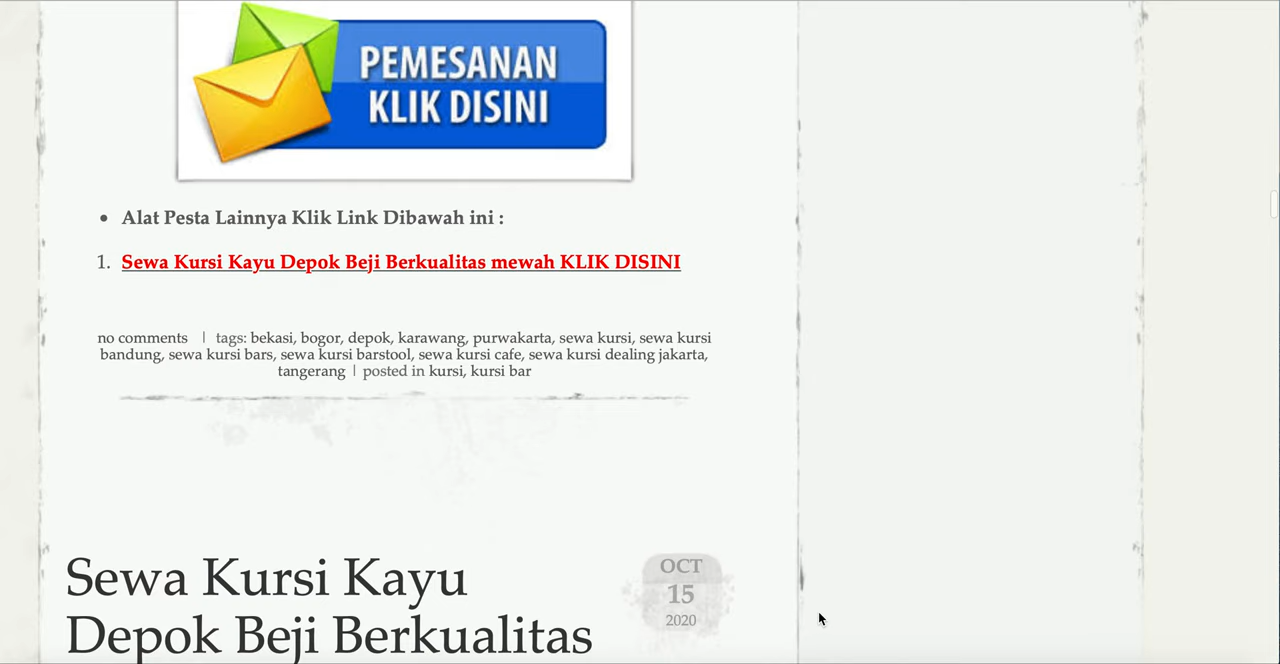 PEMESANAN
KLIK DISINI
• Alat Pesta Lainnya Klik Link Dibawah ini :
1. Sewa Kursi Kayu Depok Beji Berkualitas mewah KLIK DISINI
no comments | tags: bekasi, bogor, depok, karawang, purwakarta, sewa kursi, sewa kursi
bandung, sewa kursi bars, sewa kursi barstool, sewa kursi cafe, sewa kursi dealing jakarta,
tangerang | posted in kursi, kursi bar
Sewa Kursi Kayu
Depok Beji Berkualitas
OCT
15
2020